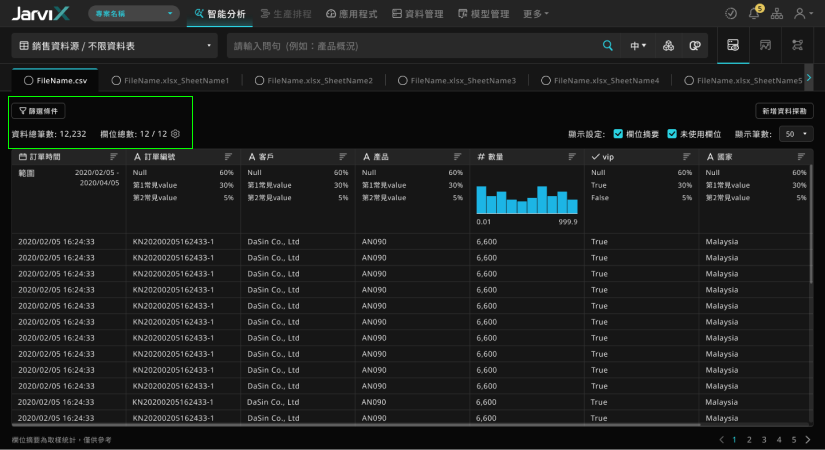 JarviX 專案名稱 智能分析 生產排程 應用程式 資料管理 模型管理 更多 5
銷售資料源 / 不限資料表 請輸入問句 (例如：產品概況) 中
FileName.csv FileName.xlsx_SheetName1 FileName.xlsx_SheetName2 FileName.xlsx_SheetName3 FileName.xlsx_SheetName4 FileName.xlsx_SheetName5
篩選條件 新增資料探勘
資料總筆數: 12,232 欄位總數: 12 / 12 顯示設定: 欄位摘要 未使用欄位 顯示筆數: 50
訂單時間 A 訂單編號 A 客戶 A 產品 # 數量 vip A 國家
範圍 2020/02/05 - Null 60% Null 60% Null 60% Null 60% Null 60%
2020/04/05 第1常見value 30% 第1常見value 30% 第1常見value 30% True 30% 第1常見value 30%
第2常見value 5% 第2常見value 5% 第2常見value 5% False 5% 第2常見value 5%
0.01 999.9
2020/02/05 16:24:33 KN20200205162433-1 DaSin Co., Ltd AN090 6,600 True Malaysia
2020/02/05 16:24:33 KN20200205162433-1 DaSin Co., Ltd AN090 6,600 True Malaysia
2020/02/05 16:24:33 KN20200205162433-1 DaSin Co., Ltd AN090 6,600 True Malaysia
2020/02/05 16:24:33 KN20200205162433-1 DaSin Co., Ltd AN090 6,600 True Malaysia
2020/02/05 16:24:33 KN20200205162433-1 DaSin Co., Ltd AN090 6,600 True Malaysia
2020/02/05 16:24:33 KN20200205162433-1 DaSin Co., Ltd AN090 6,600 True Malaysia
2020/02/05 16:24:33 KN20200205162433-1 DaSin Co., Ltd AN090 6,600 True Malaysia
2020/02/05 16:24:33 KN20200205162433-1 DaSin Co., Ltd AN090 6,600 True Malaysia
2020/02/05 16:24:33 KN20200205162433-1 DaSin Co., Ltd AN090 6,600 True Malaysia
2020/02/05 16:24:33 KN20200205162433-1 DaSin Co., Ltd AN090 6,600 True Malaysia
2020/02/05 16:24:33 KN20200205162433-1 DaSin Co., Ltd AN090 6,600 True Malaysia
2020/02/05 16:24:33 KN20200205162433-1 DaSin Co., Ltd AN090 6,600 True Malaysia
欄位摘要為取樣統計，僅供參考 1 2 3 4 5